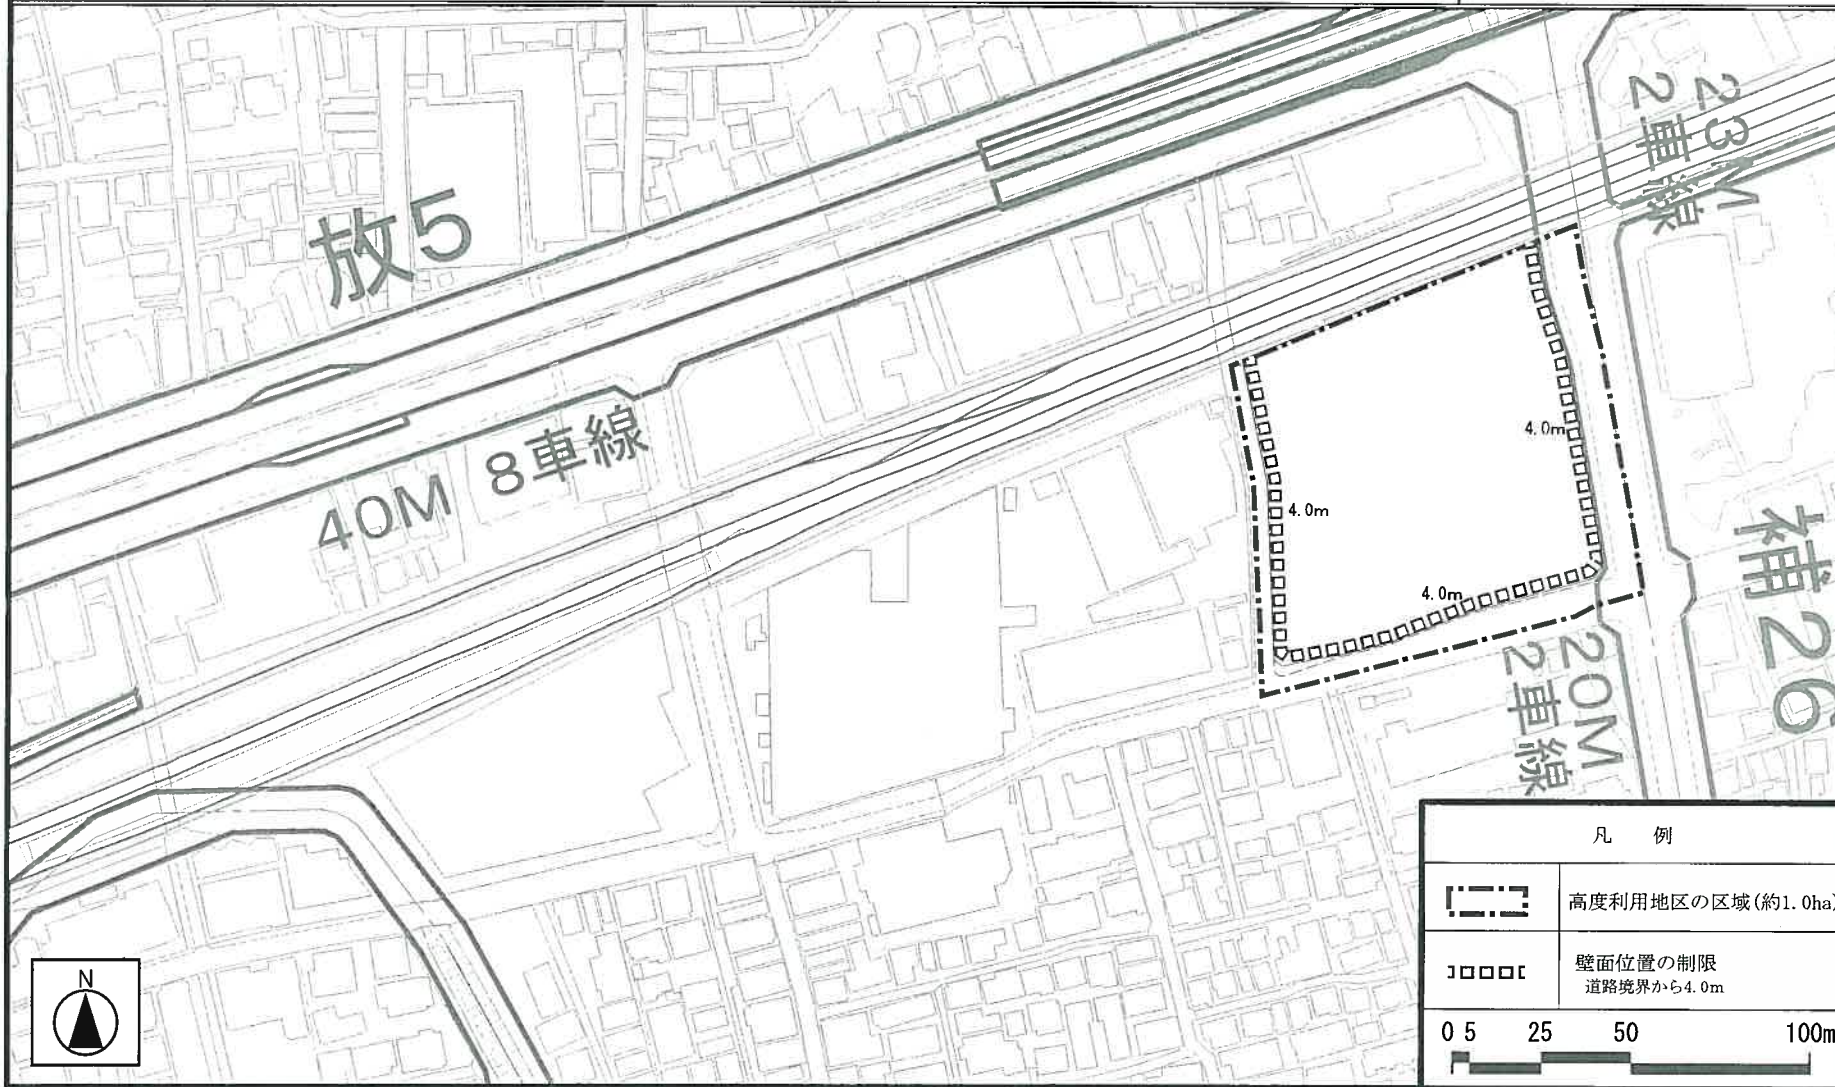 放5
40M 8車線
23M
2車線
4.0m
4.0m
4.0m
補26
20M
2車線
凡 例
高度利用地区の区域(約1.0ha)
壁面位置の制限
道路境界から4.0m
0 5 25 50 100m
N